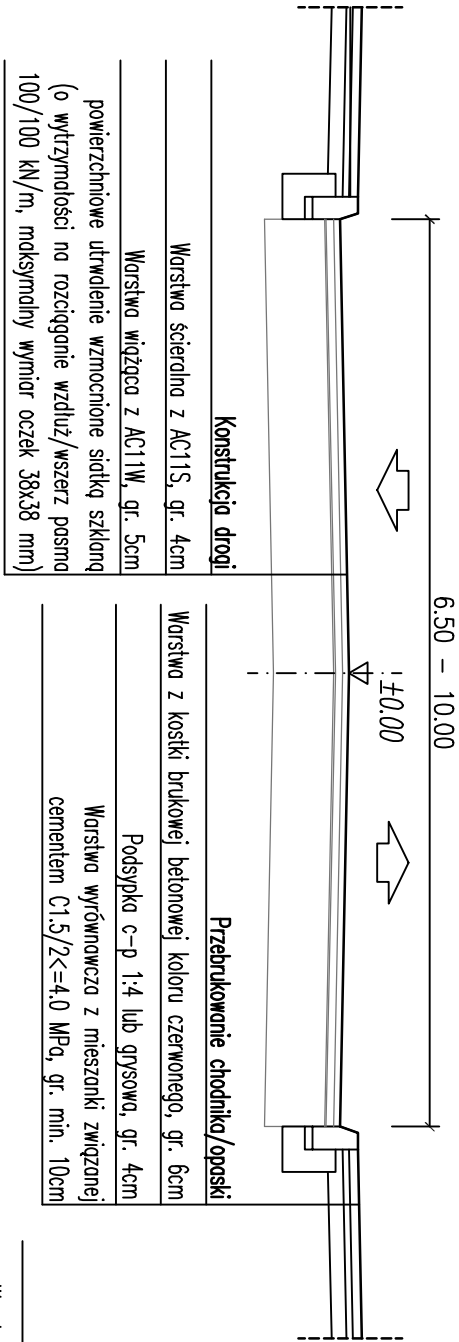 6.50 – 10.00
±0.00
Konstrukcja drogi
Warstwa ścieralna z AC11S, gr. 4cm
Warstwa wiążąca z AC11W, gr. 5cm
powierzchniowe utrwalenie wzmocnione siatką szklaną
(o wytrzymałości na rozciąganie wzdłuż/wszerz pasma
100/100 kN/m, maksymalny wymiar oczek 38x38 mm)
Przebrukowanie chodnika/opaski
Warstwa z kostki brukowej betonowej koloru czerwonego, gr. 6cm
Podsypka c-p 1:4 lub grysowa, gr. 4cm
Warstwa wyrównawcza z mieszanki związanej
cementem C1.5/2<=4.0 MPa, gr. min. 10cm